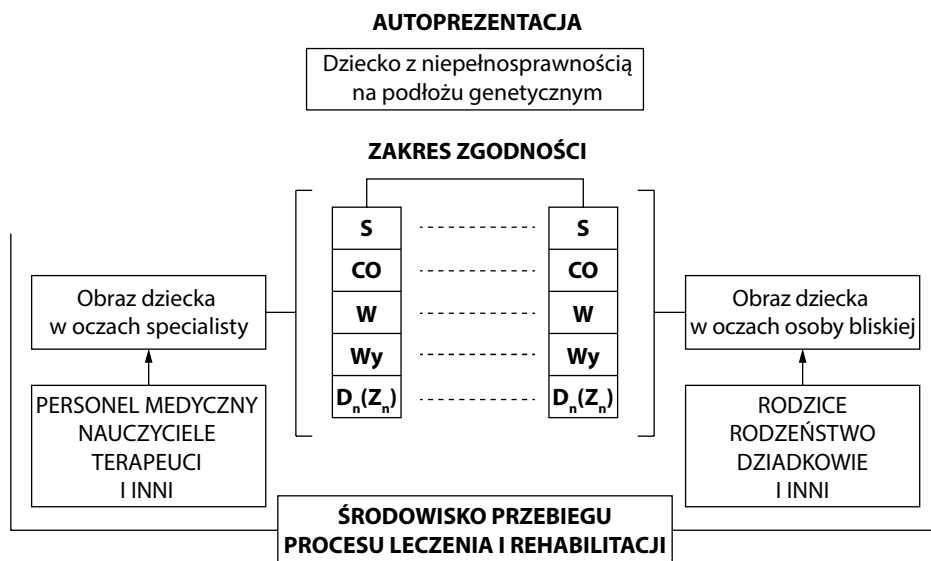 AUTOPREZENTACJA
Dziecko z niepełnosprawnością
na podłożu genetycznym
ZAKRES ZGODNOŚCI
S
S
CO
CO
W
W
Wy
Wy
Dn(Zn)
Dn(Zn)
Obraz dziecka
w oczach specjalisty
Obraz dziecka
w oczach osoby bliskiej
PERSONEL MEDYCZNY
NAUCZYCIELE
TERAPEUCI
I INNI
RODZICE
RODZEŃSTWO
DZIADKOWIE
I INNI
ŚRODOWISKO PRZEBIEGU
PROCESU LECZENIA I REHABILITACJI